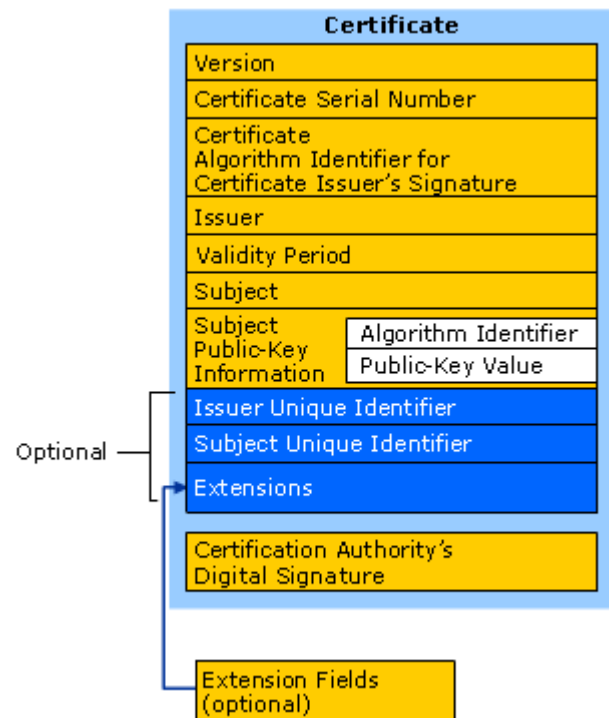 Certificate
Version
Certificate Serial Number
Certificate
Algorithm Identifier for
Certificate Issuer's Signature
Issuer
Validity Period
Subject
Subject
Public-Key
Information
Algorithm Identifier
Public-Key Value
Optional
Issuer Unique Identifier
Subject Unique Identifier
Extensions
Certification Authority's
Digital Signature
Extension Fields
(optional)